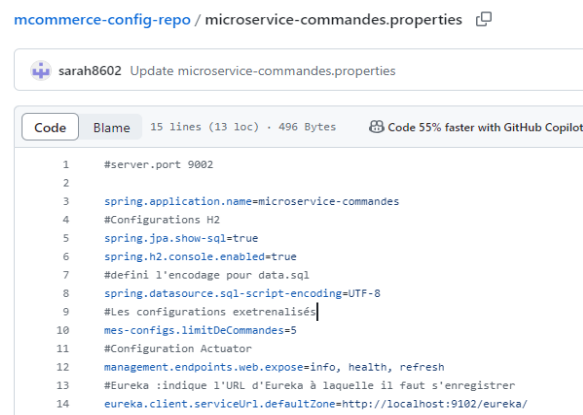 mcommerce-config-repo / microservice-commandes.properties
sarah8602 Update microservice-commandes.properties
Code Blame 15 lines (13 loc) · 496 Bytes Code 55% faster with GitHub Copilot
1 #server.port 9002
2
3 spring.application.name=microservice-commandes
4 #Configurations H2
5 spring.jpa.show-sql=true
6 spring.h2.console.enabled=true
7 #defini l'encodage pour data.sql
8 spring.datasource.sql-script-encoding=UTF-8
9 #Les configurations exetrenalisés
10 mes-configs.limitDeCommandes=5
11 #Configuration Actuator
12 management.endpoints.web.expose=info, health, refresh
13 #Eureka :indique l'URL d'Eureka à laquelle il faut s'enregistrer
14 eureka.client.serviceUrl.defaultZone=http://localhost:9102/eureka/